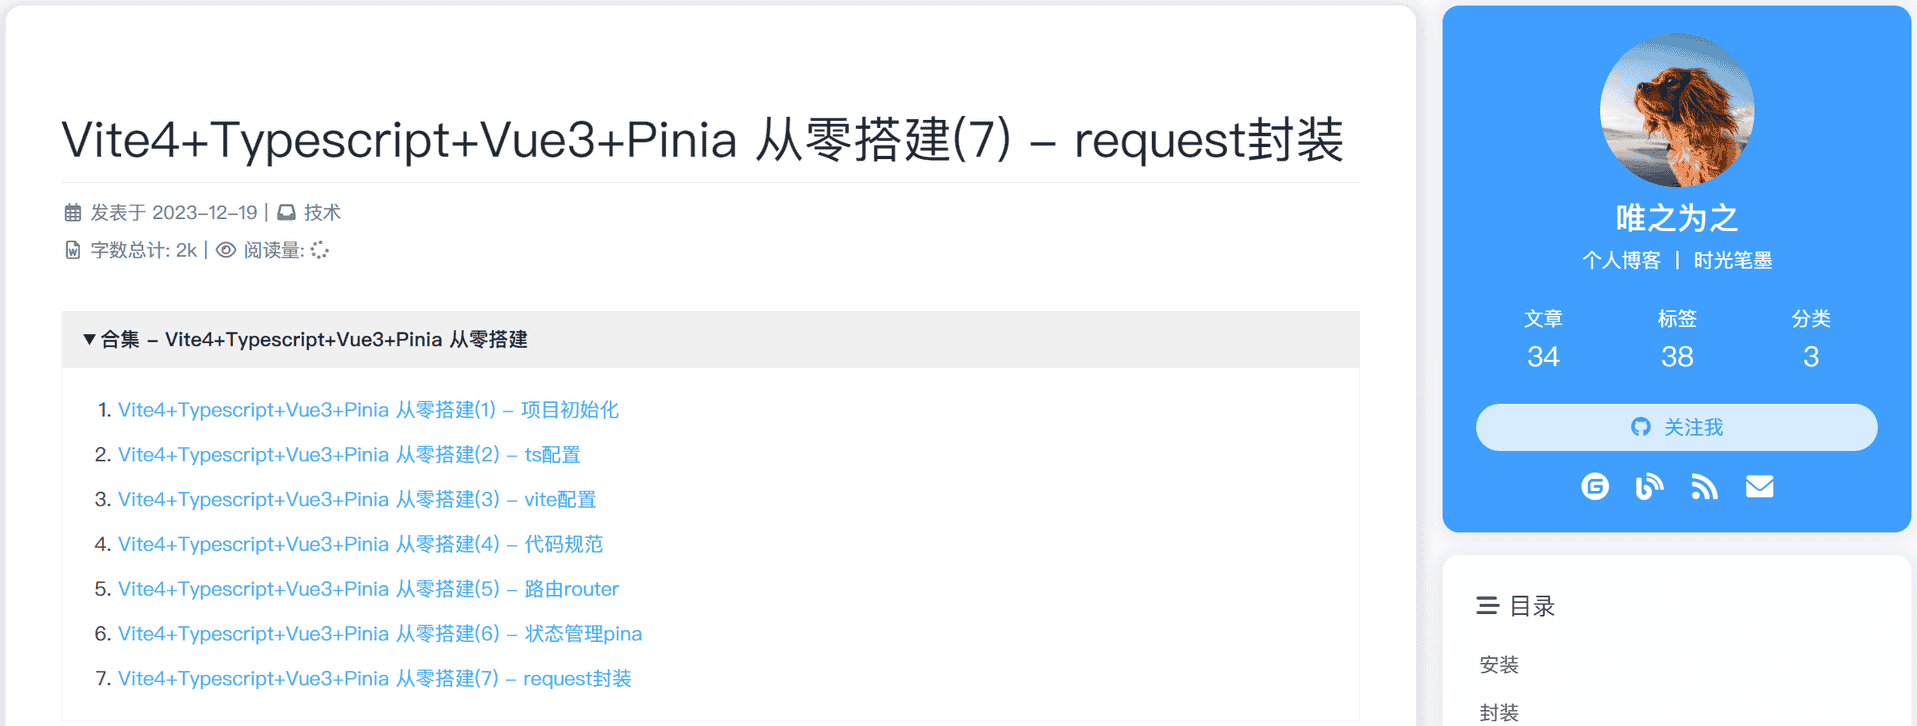 Vite4+Typescript+Vue3+Pinia 从零搭建(7) – request封装
发表于 2023-12-19 | 技术
字数总计: 2k | 阅读量:
▼合集 – Vite4+Typescript+Vue3+Pinia 从零搭建
1. Vite4+Typescript+Vue3+Pinia 从零搭建(1) – 项目初始化
2. Vite4+Typescript+Vue3+Pinia 从零搭建(2) – ts配置
3. Vite4+Typescript+Vue3+Pinia 从零搭建(3) – vite配置
4. Vite4+Typescript+Vue3+Pinia 从零搭建(4) – 代码规范
5. Vite4+Typescript+Vue3+Pinia 从零搭建(5) – 路由router
6. Vite4+Typescript+Vue3+Pinia 从零搭建(6) – 状态管理pina
7. Vite4+Typescript+Vue3+Pinia 从零搭建(7) – request封装
唯之为之
个人博客 | 时光笔墨
文章 标签 分类
34 38 3
关注我
目录
安装
封装